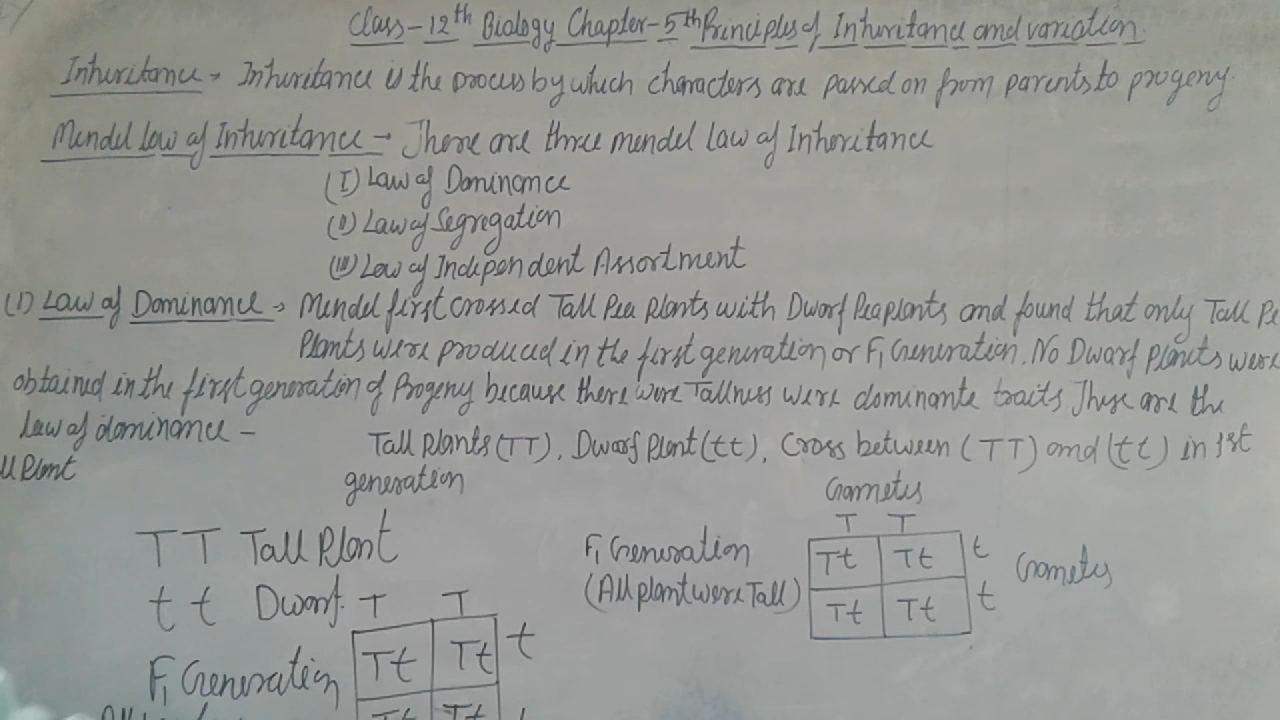 Class-12th Biology Chapter-5th Principles of Inheritance and variation
Inheritance → Inheritance is the process by which characters are passed on from parents to progeny.
Mendel law of Inheritance → There are three mendel law of Inheritance
(I) Law of Dominance
(II) Law of Segregation
(III) Law of Independent Assortment
(1) Law of Dominance → Mendel first crossed Tall Pea Plants with Dwarf Pea plants and found that only Tall Pe
Plants were produced in the first generation or F1 Generation. No Dwarf Plants were
obtained in the first generation of Progeny because there were Tallness were dominante traits These are the
law of dominance -
Tall Plants (TT), Dwarf Plant (tt), Cross between (TT) and (tt) in 1st
ll Plant
generation
Gametes
T T
TT Tall Plant
F1 Generation
Tt Tt t
Gametes
(All plant were Tall)
Tt Tt t
tt Dwarf
T T
F1 Generation
Tt Tt t
Tt Tt